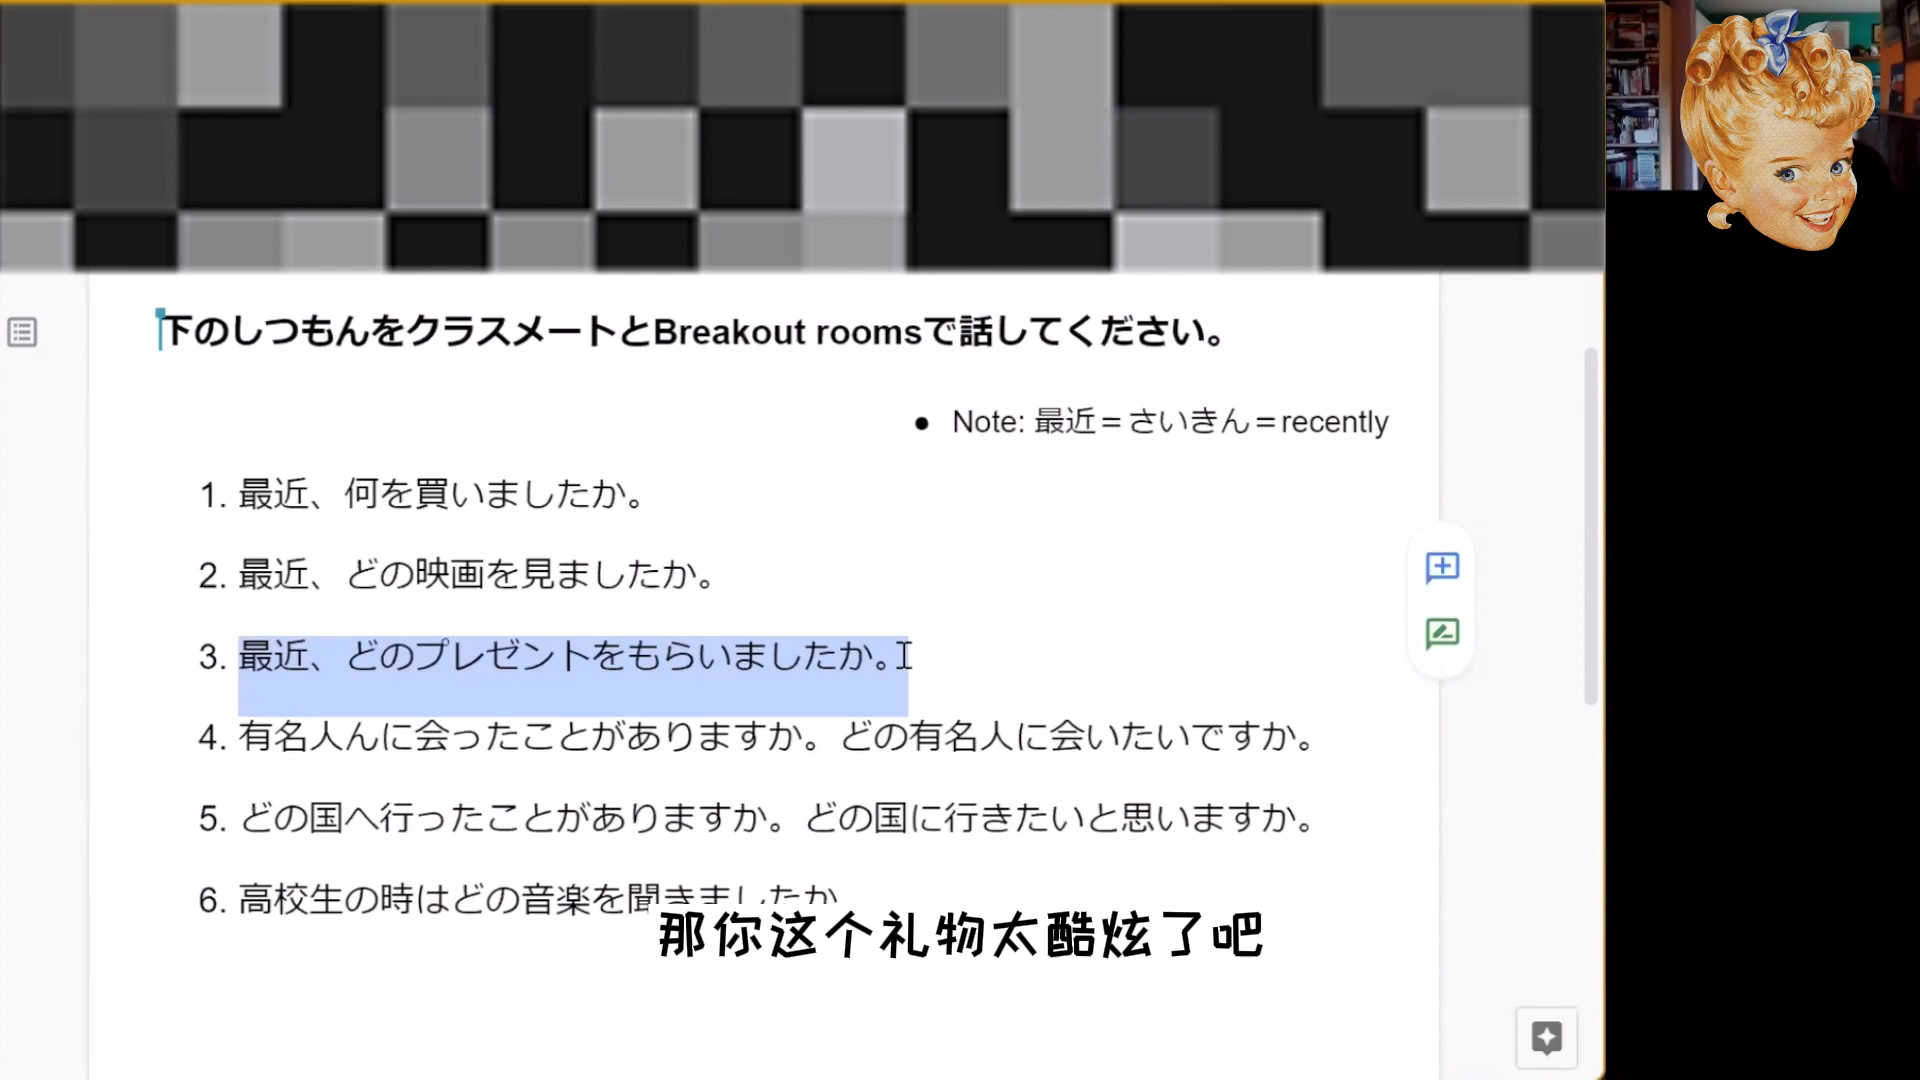 下のしつもんをクラスメートとBreakout roomsで話してください。
● Note: 最近＝さいきん＝recently
1. 最近、何を買いましたか。
2. 最近、どの映画を見ましたか。
3. 最近、どのプレゼントをもらいましたか。
4. 有名人んに会ったことがありますか。どの有名人に会いたいですか。
5. どの国へ行ったことがありますか。どの国に行きたいと思いますか。
6. 高校生の時はどの音楽を聞きましたか
那你这个礼物太酷炫了吧